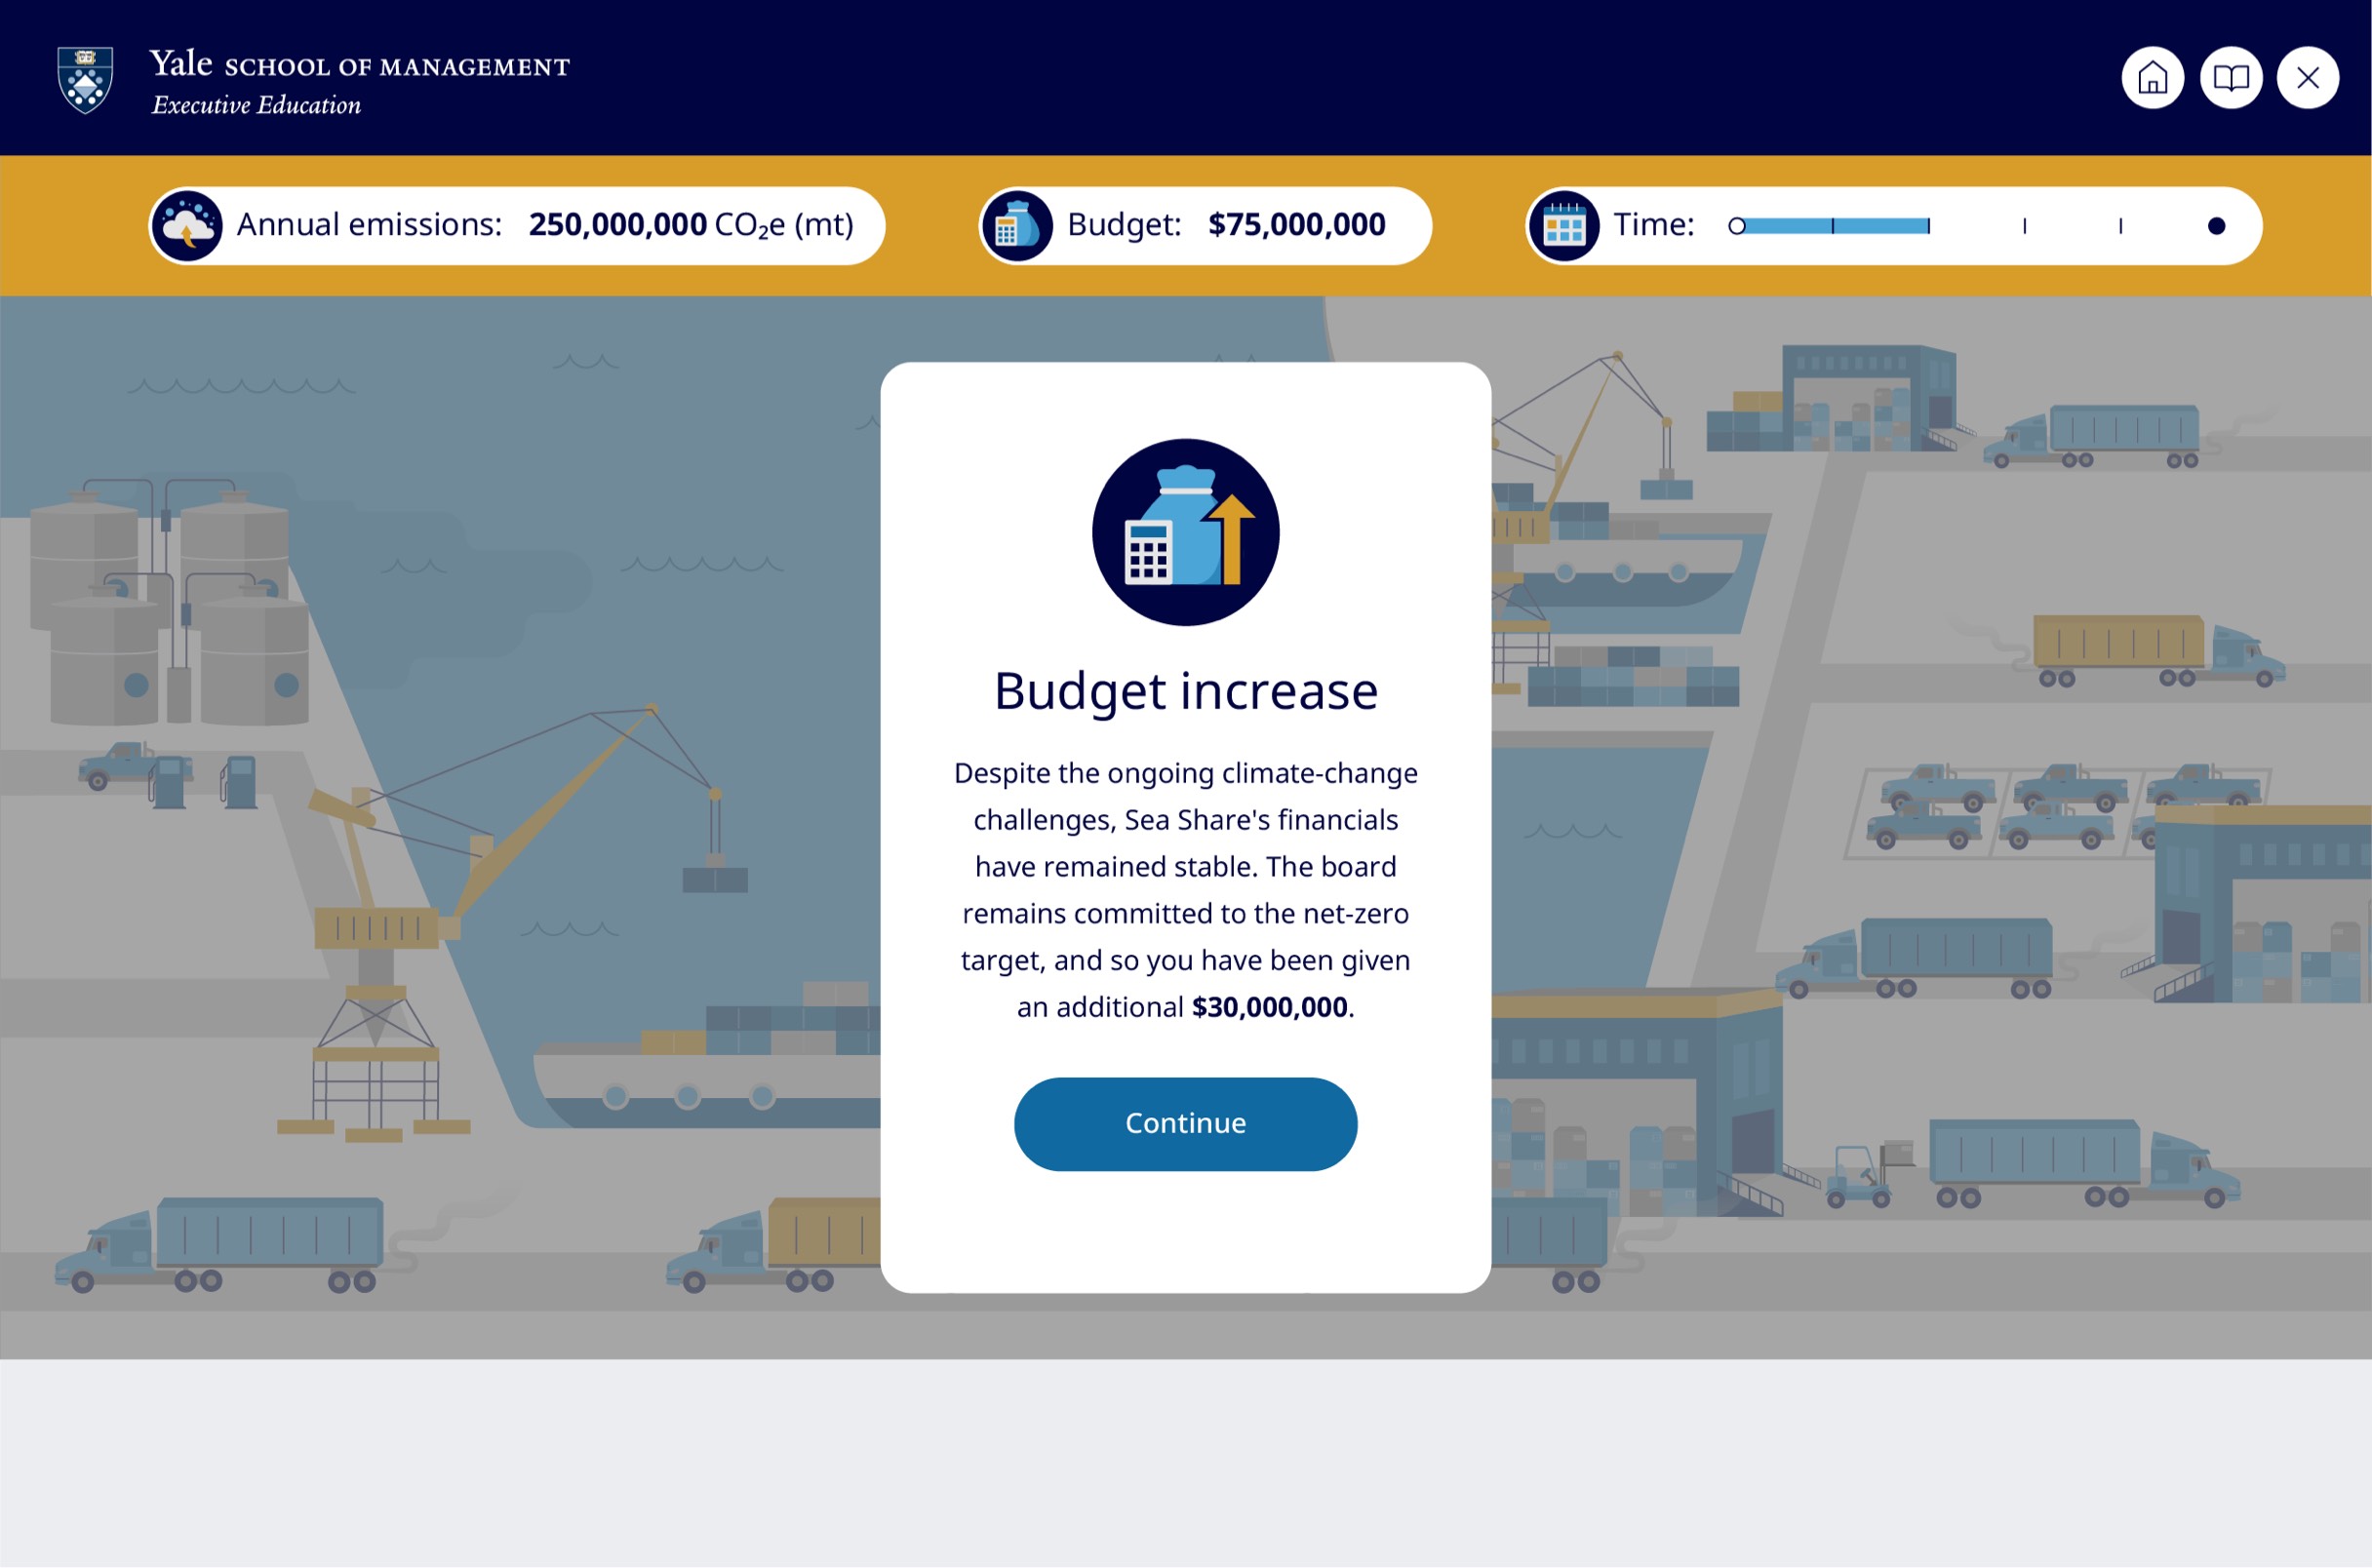 Yale SCHOOL OF MANAGEMENT
Executive Education
Annual emissions: 250,000,000 CO₂e (mt)
Budget: $75,000,000
Time:
Budget increase
Despite the ongoing climate-change
challenges, Sea Share's financials
have remained stable. The board
remains committed to the net-zero
target, and so you have been given
an additional $30,000,000.
Continue